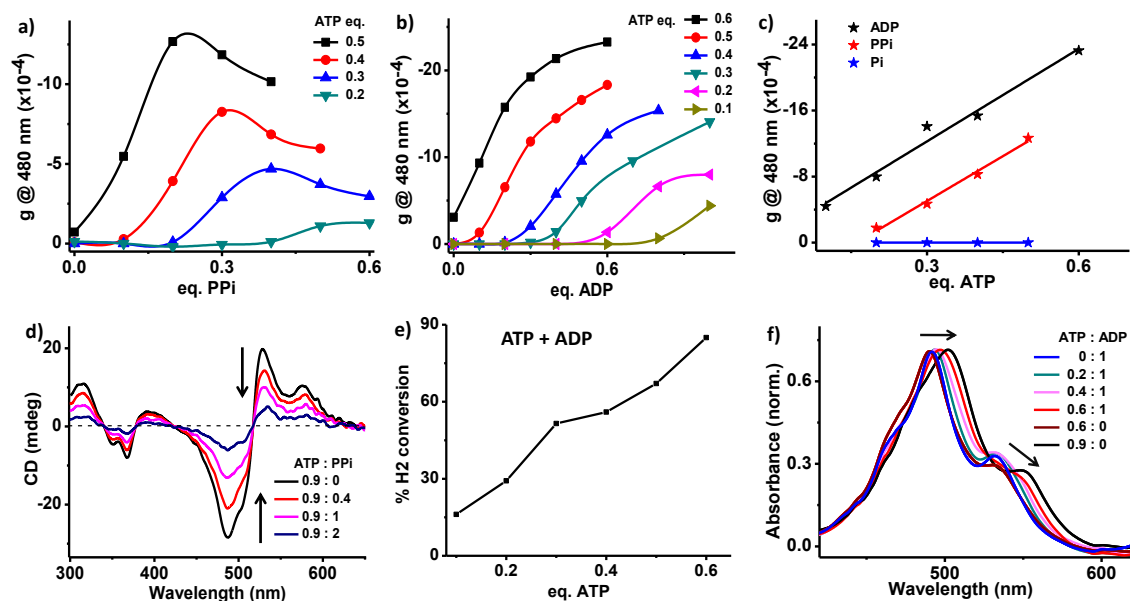 a)
ATP eq.
0.5
0.4
0.3
0.2
-10
-5
0
g @ 480 nm (x10⁻⁴)
0.0 0.3 0.6
eq. PPi
b)
ATP eq.
0.6
0.5
0.4
0.3
0.2
0.1
-20
-10
0
g @ 480 nm (x10⁻⁴)
0.0 0.6
eq. ADP
c)
ADP
PPi
Pi
-24
-16
-8
0
g @ 480 nm (x10⁻⁴)
0.3 0.6
eq. ATP
d)
20
0
-20
CD (mdeg)
ATP : PPi
0.9 : 0
0.9 : 0.4
0.9 : 1
0.9 : 2
300 400 500 600
Wavelength (nm)
e)
ATP + ADP
90
60
30
0
% H2 conversion
0.2 0.4 0.6
eq. ATP
f)
ATP : ADP
0 : 1
0.2 : 1
0.4 : 1
0.6 : 1
0.6 : 0
0.9 : 0
0.6
0.3
0.0
Absorbance (norm.)
500 600
Wavelength (nm)